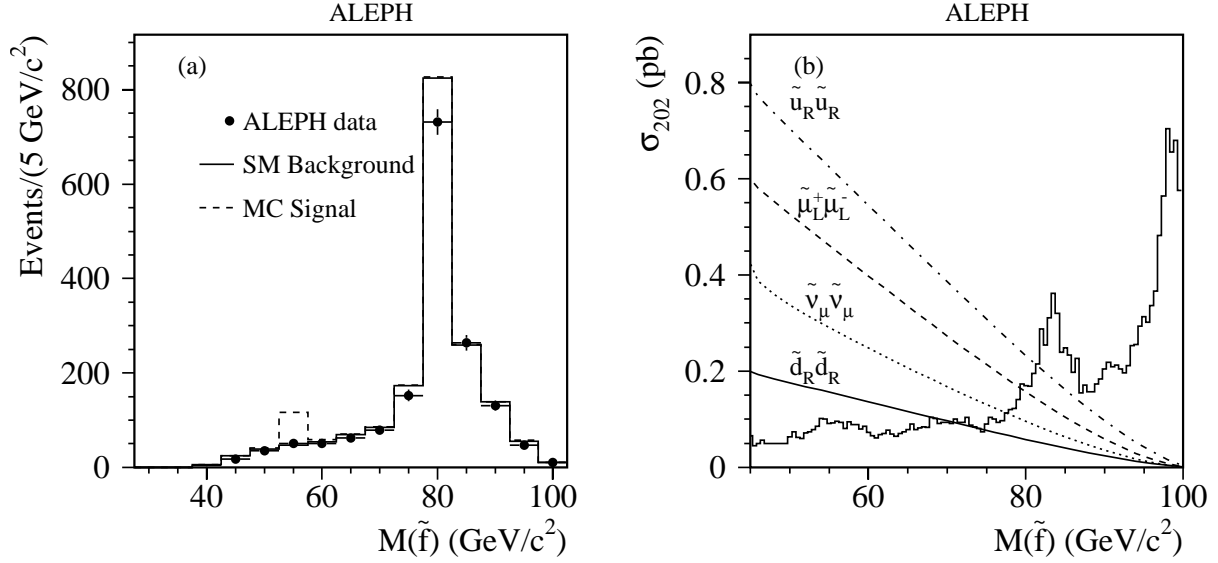 ALEPH
(a)
Events/(5 GeV/c²)
800
600
400
200
0
ALEPH data
SM Background
MC Signal
40 60 80 100
M(f̃) (GeV/c²)
ALEPH
(b)
σ₂₀₂ (pb)
0.8
0.6
0.4
0.2
0
ũ_R ũ_R
μ̃_L⁺ μ̃_L⁻
ν̃_μ ν̃_μ
d̃_R d̃_R
60 80 100
M(f̃) (GeV/c²)